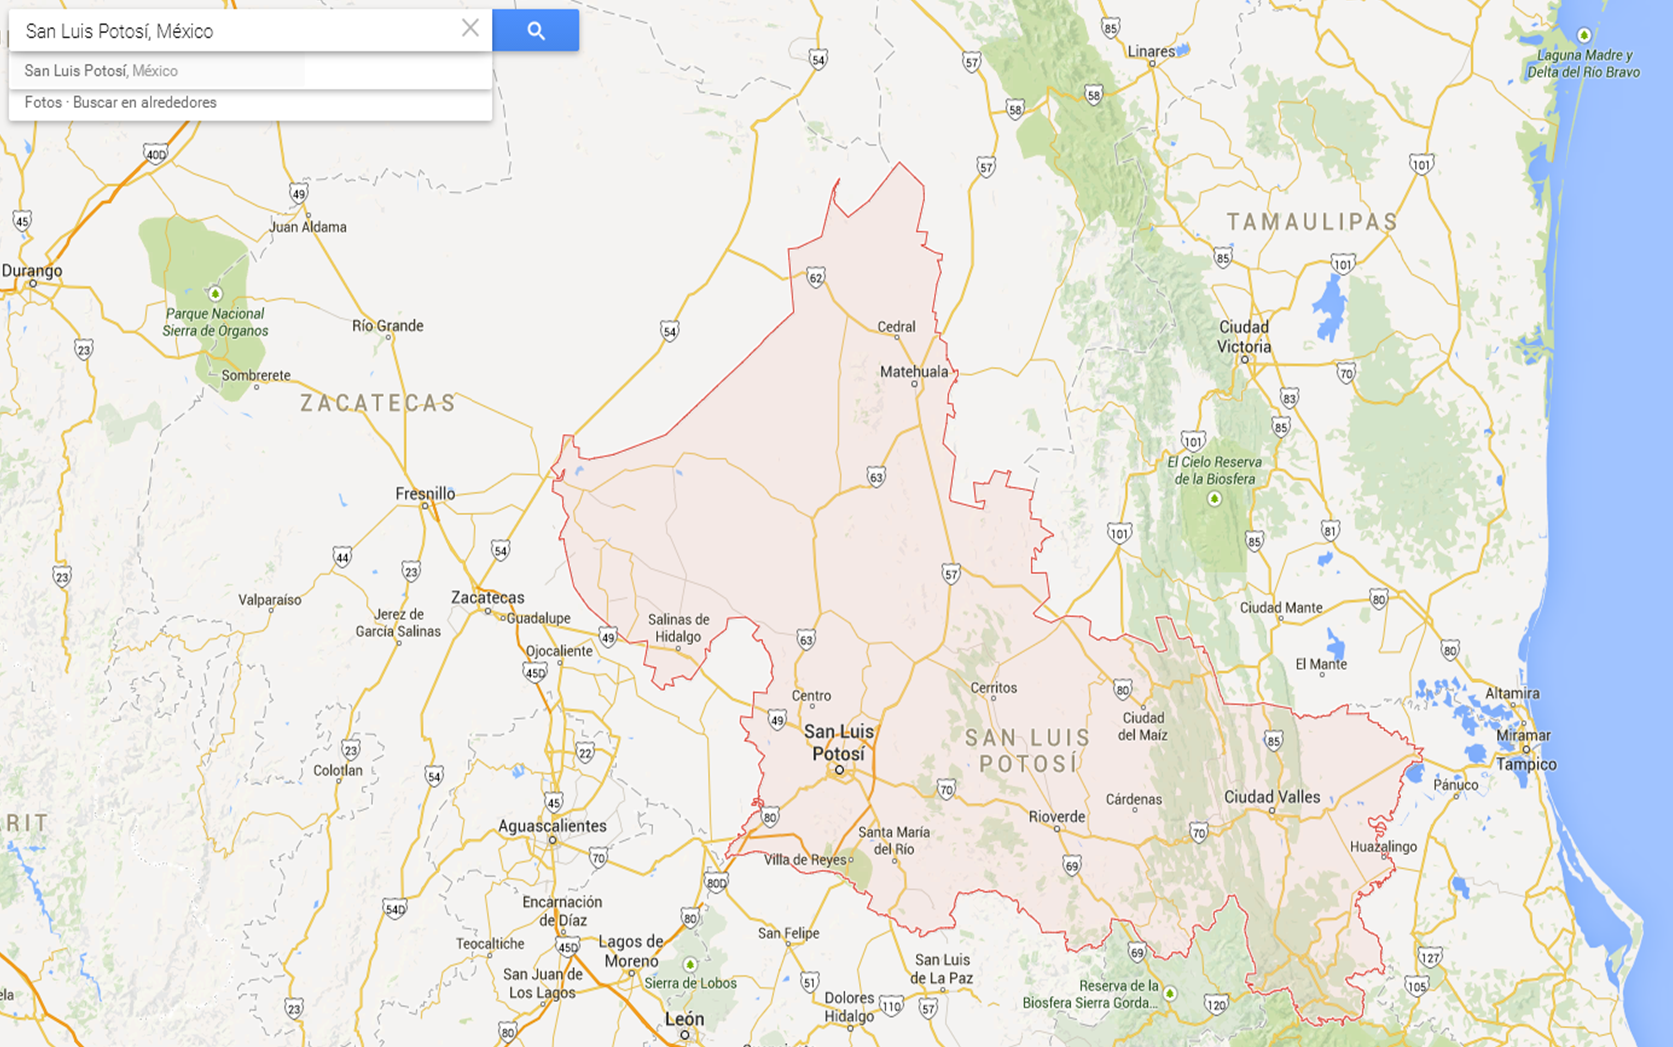 San Luis Potosí, México
San Luis Potosí, México
Fotos · Buscar en alrededores
54
57
85
Linares
Laguna Madre y
Delta del Río Bravo
58
58
40D
49
57
101
45
Juan Aldama
TAMAULIPAS
85
101
Durango
62
Parque Nacional
Sierra de Órganos
Río Grande
54
Cedral
Ciudad
Victoria
23
Sombrerete
Matehuala
70
ZACATECAS
83
85
101
El Cielo Reserva
de la Biosfera
63
Fresnillo
101
81
85
44
54
23
23
57
Valparaíso
Zacatecas
80
Ciudad Mante
Jerez de
García Salinas
Guadalupe
Salinas de
Hidalgo
49
63
80
Ojocaliente
45D
El Mante
Centro
Cerritos
80
Altamira
49
Ciudad
del Maíz
San Luis
Potosí
SAN LUIS
POTOSÍ
85
Miramar
Tampico
23
22
Colotlan
54
70
Pánuco
45
Cárdenas
Ciudad Valles
RIT
Aguascalientes
80
Rioverde
70
Santa María
del Río
Huazalingo
70
Villa de Reyes
69
80D
54D
Encarnación
de Díaz
80
Teocaltiche
45D
Lagos de
Moreno
San Felipe
69
127
San Juan de
Los Lagos
Sierra de Lobos
51
San Luis
de La Paz
Reserva de la
Biosfera Sierra Gorda...
105
ela
23
Dolores
Hidalgo
110
57
120
80
León